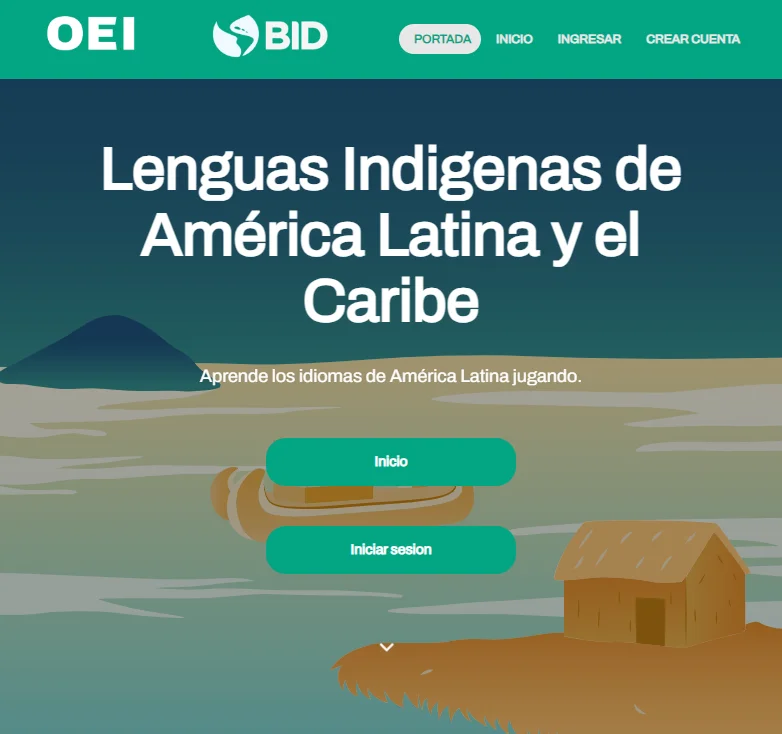 OEI BID PORTADA INICIO INGRESAR CREAR CUENTA
Lenguas Indigenas de
América Latina y el
Caribe
Aprende los idiomas de América Latina jugando.
Inicio
Iniciar sesion